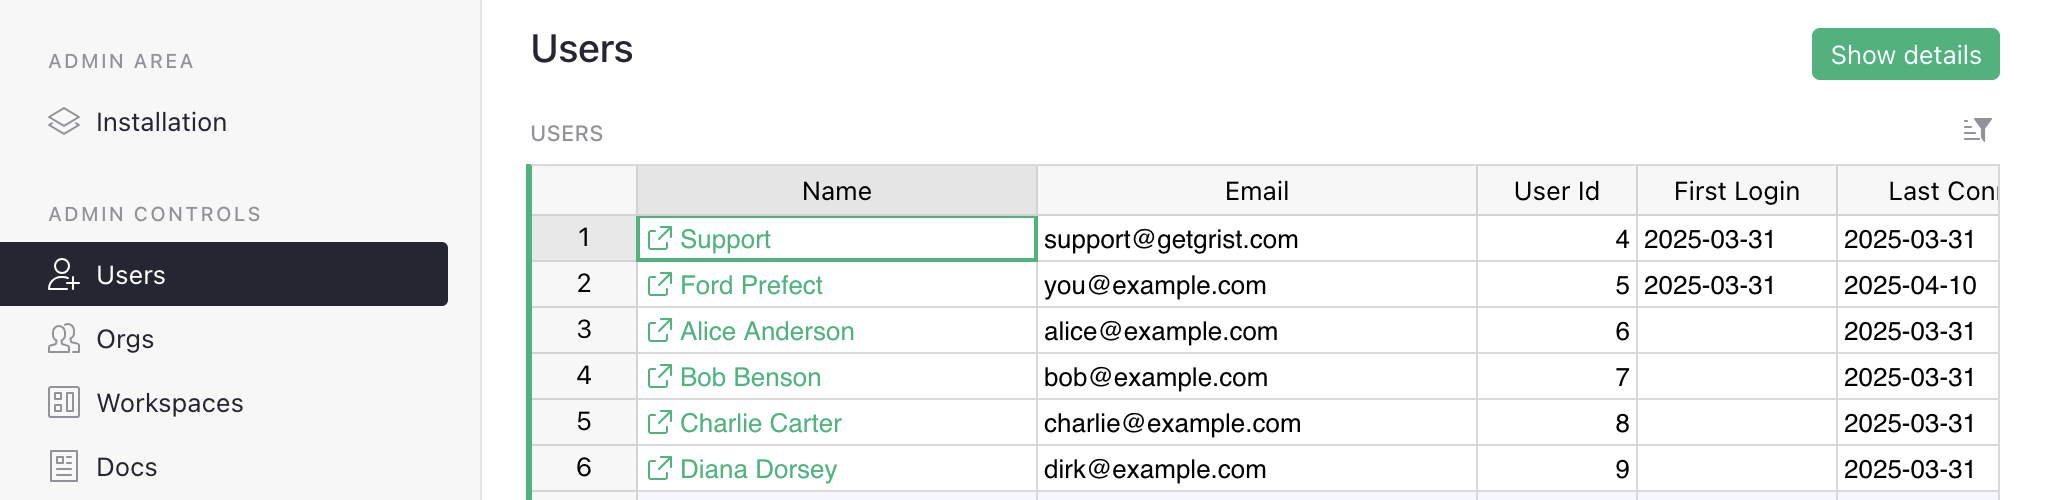 ADMIN AREA
Installation
ADMIN CONTROLS
Users
Orgs
Workspaces
Docs
Users
Show details
USERS
Name Email User Id First Login Last Con
1 Support support@getgrist.com 4 2025-03-31 2025-03-31
2 Ford Prefect you@example.com 5 2025-03-31 2025-04-10
3 Alice Anderson alice@example.com 6 2025-03-31
4 Bob Benson bob@example.com 7 2025-03-31
5 Charlie Carter charlie@example.com 8 2025-03-31
6 Diana Dorsey dirk@example.com 9 2025-03-31